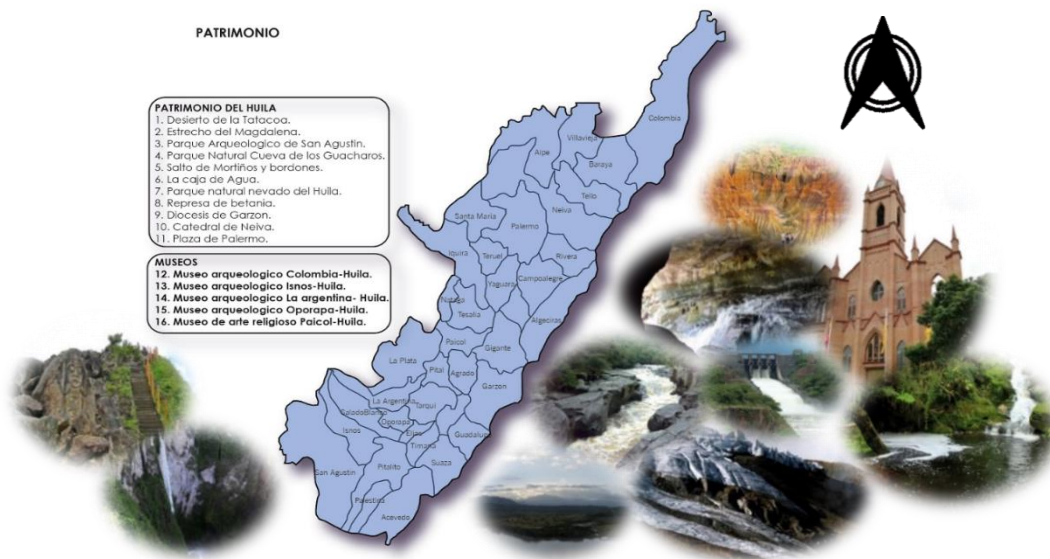 PATRIMONIO
PATRIMONIO DEL HUILA
1. Desierto de la Tatacoa.
2. Estrecho del Magdalena.
3. Parque Arqueologico de San Agustin.
4. Parque Natural Cueva de los Guacharos.
5. Salto de Mortiños y bordones.
6. La caja de Agua.
7. Parque natural nevado del Huila.
8. Represa de betania.
9. Diocesis de Garzon.
10. Catedral de Neiva.
11. Plaza de Palermo.
MUSEOS
12. Museo arqueologico Colombia-Huila.
13. Museo arqueologico Isnos-Huila.
14. Museo arqueologico La argentina- Huila.
15. Museo arqueologico Oporapa-Huila.
16. Museo de arte religioso Paicol-Huila.
Colombia
Villavieja
Aipe
Baraya
Tello
Neiva
Santa María
Palermo
Iquira
Teruel
Rivera
Campoalegre
Yaguara
Nataga
Tesalia
Algeciras
Paicol
Gigante
La Plata
Pital
Agrado
Garzon
La Argentina
Tarqui
SaladoBlanco
Oporapa
Isnos
Elias
Guadalupe
Timana
Pitalito
Suaza
San Agustin
Palestina
Acevedo